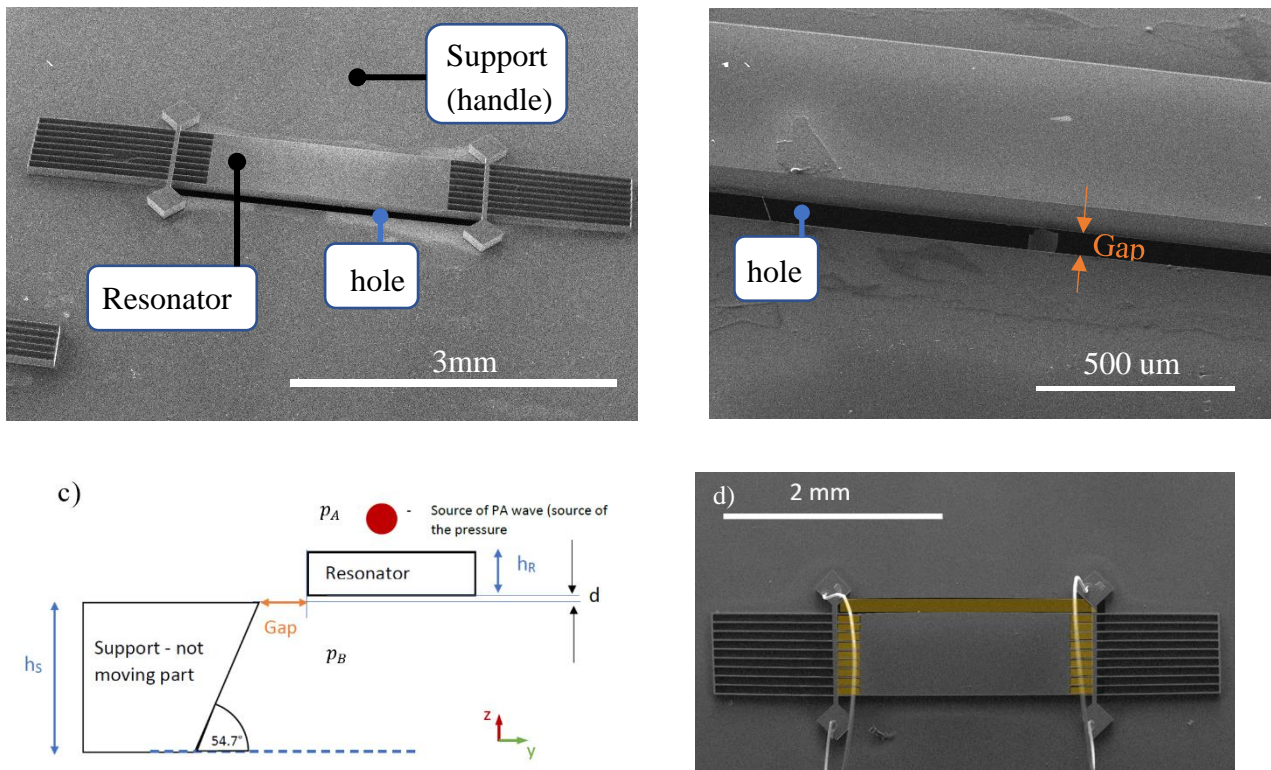 Support
(handle)
Resonator
hole
3mm
hole
Gap
500 um
c)
p_A
- Source of PA wave (source of
the pressure
Resonator
h_R
d
Gap
h_S
Support - not
moving part
p_B
54.7°
z
y
d)
2 mm